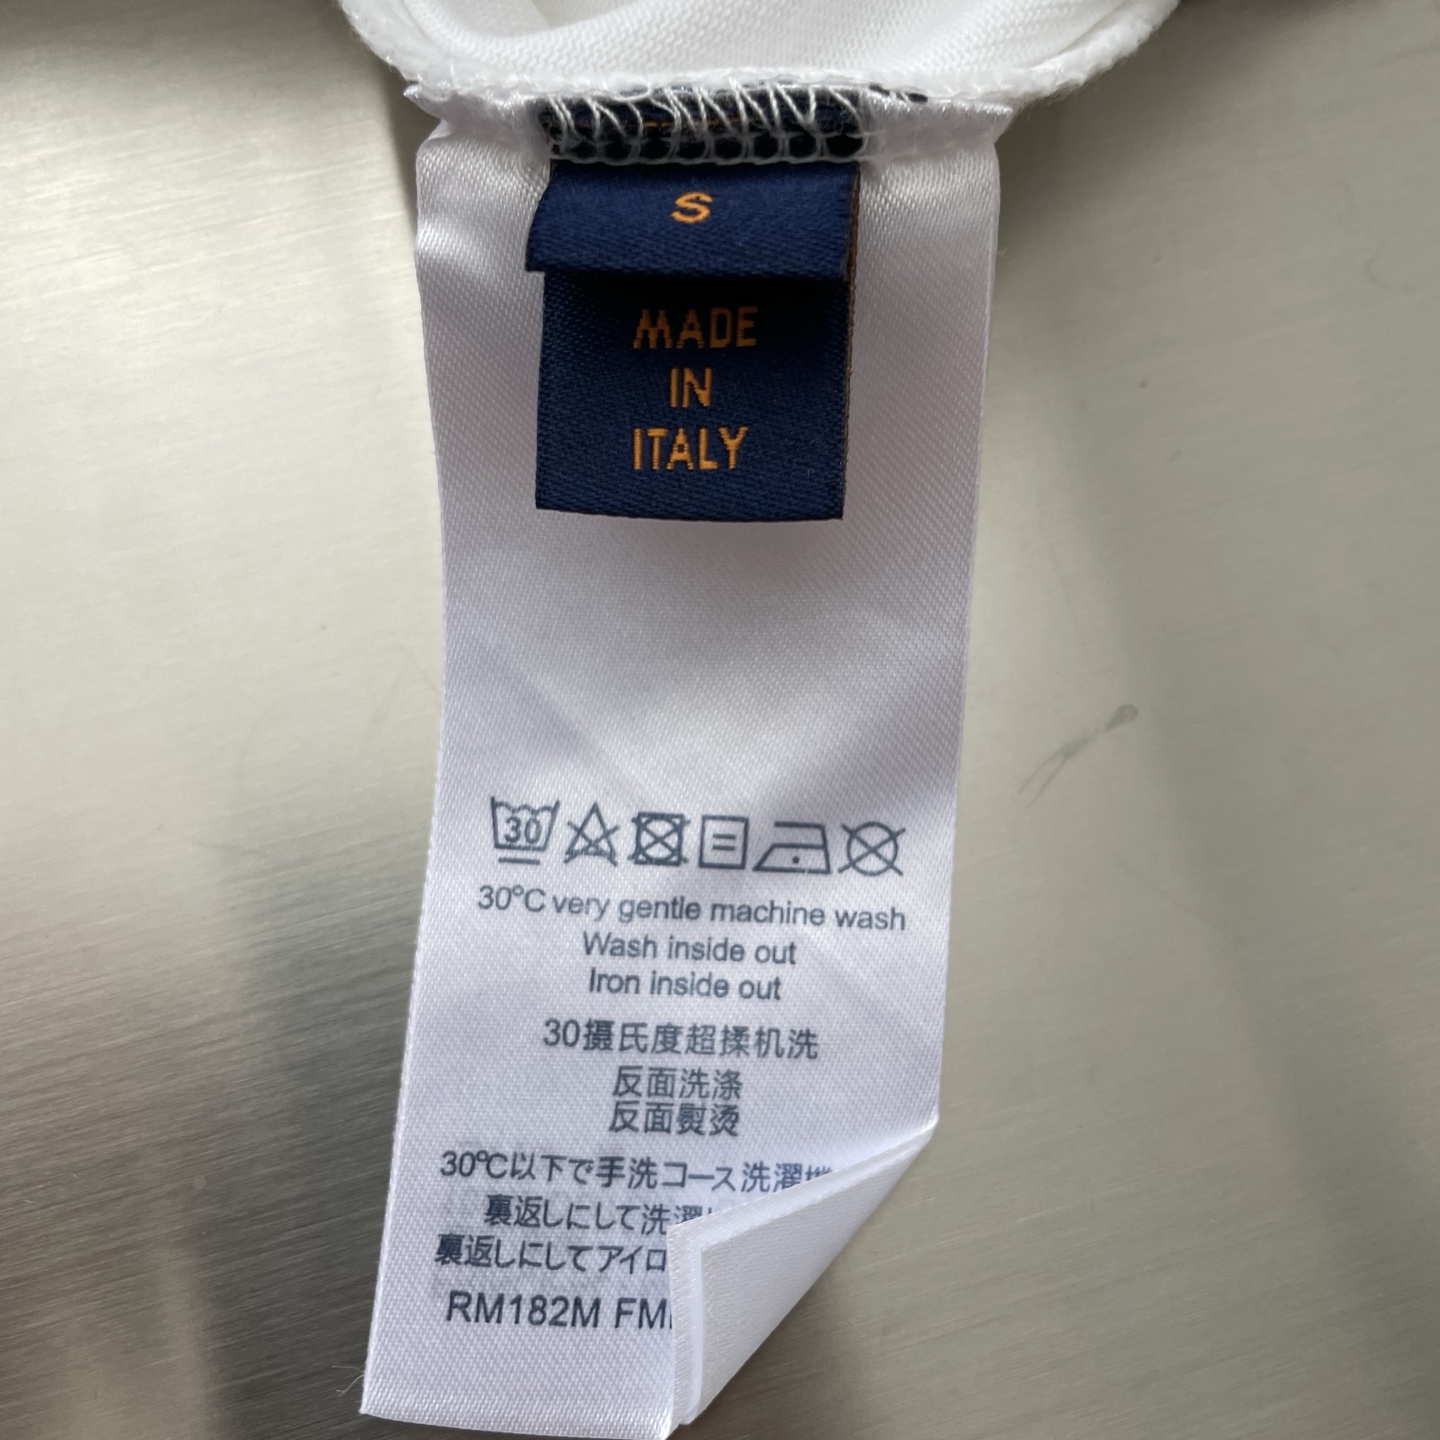 S
MADE
IN
ITALY
30
30°C very gentle machine wash
Wash inside out
Iron inside out
30摄氏度超揉机洗
反面洗涤
反面熨烫
30℃以下で手洗コース洗濯
裏返しにして洗濯
裏返しにしてアイロ
RM182M FM